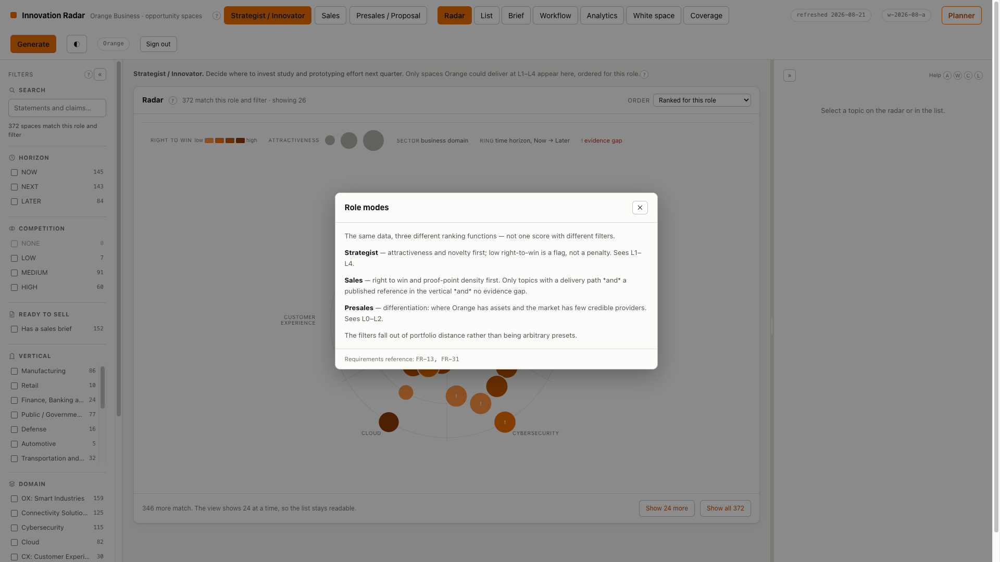 Innovation Radar
Orange Business · opportunity spaces
?
Strategist / Innovator
Sales
Presales / Proposal
Radar
List
Brief
Workflow
Analytics
White space
Coverage
refreshed 2026-08-21
w-2026-08-a
Planner
Generate
Orange
Sign out
FILTERS
?
«
SEARCH
Statements and claims...
372 spaces match this role and
filter
HORIZON
NOW 145
NEXT 143
LATER 84
COMPETITION
NONE 0
LOW 7
MEDIUM 91
HIGH 60
READY TO SELL
Has a sales brief 152
VERTICAL
Manufacturing 86
Retail 10
Finance, Banking a... 24
Public / Governme... 77
Defense 16
Automotive 5
Transportation and... 32
DOMAIN
OX: Smart Industries 159
Connectivity Solutio... 125
Cybersecurity 115
Cloud 82
CX: Customer Experi... 30
Strategist / Innovator. Decide where to invest study and prototyping effort next quarter. Only spaces Orange could deliver at L1–L4 appear here, ordered for this role. ?
Radar ? 372 match this role and filter · showing 26
ORDER Ranked for this role
RIGHT TO WIN low high
ATTRACTIVENESS
SECTOR business domain
RING time horizon, Now → Later
! evidence gap
Role modes
×
The same data, three different ranking functions — not one score with different filters.
Strategist — attractiveness and novelty first; low right-to-win is a flag, not a penalty. Sees L1–
L4.
Sales — right to win and proof-point density first. Only topics with a delivery path *and* a
published reference in the vertical *and* no evidence gap.
Presales — differentiation: where Orange has assets and the market has few credible providers.
Sees L0–L2.
The filters fall out of portfolio distance rather than being arbitrary presets.
Requirements reference: FR-13, FR-31
CUSTOMER
EXPERIENCE
!
!
!
CLOUD
CYBERSECURITY
346 more match. The view shows 24 at a time, so the list stays readable.
Show 24 more
Show all 372
»
Help A W C L
Select a topic on the radar or in the list.